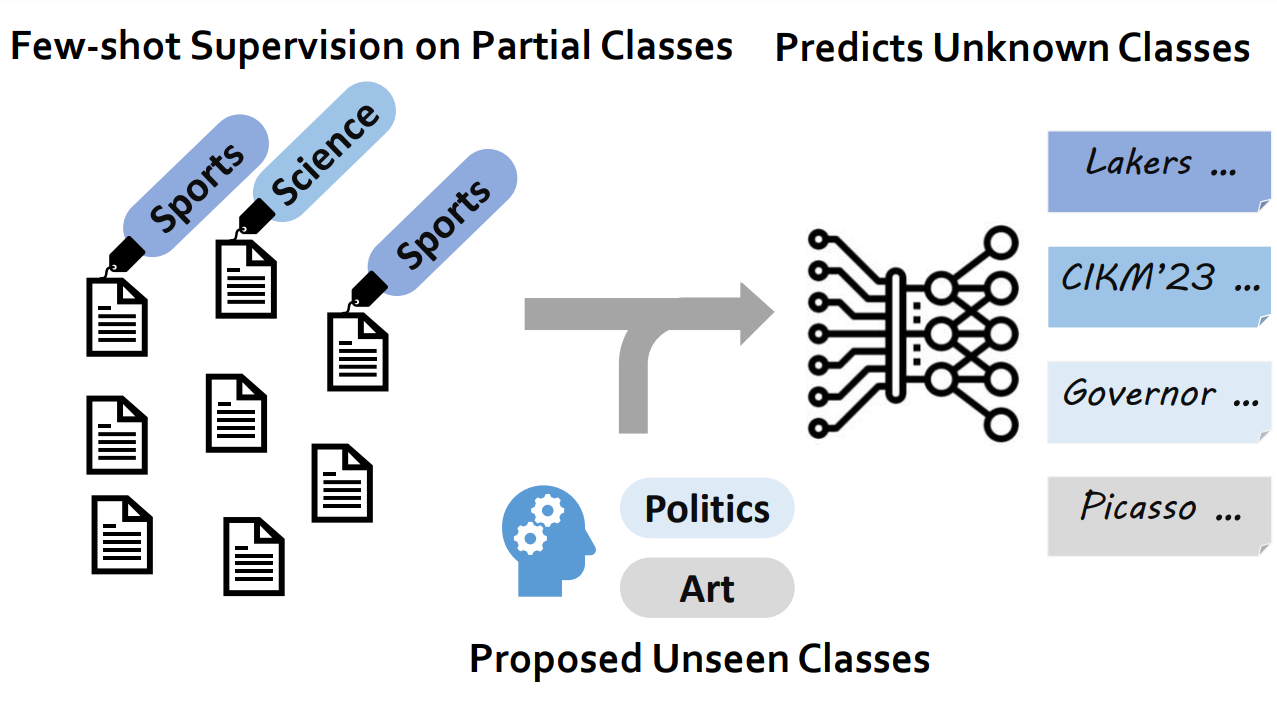 Few-shot Supervision on Partial Classes
Predicts Unknown Classes
Sports
Science
Sports
Lakers ...
CIKM'23 ...
Governor ...
Picasso ...
Politics
Art
Proposed Unseen Classes